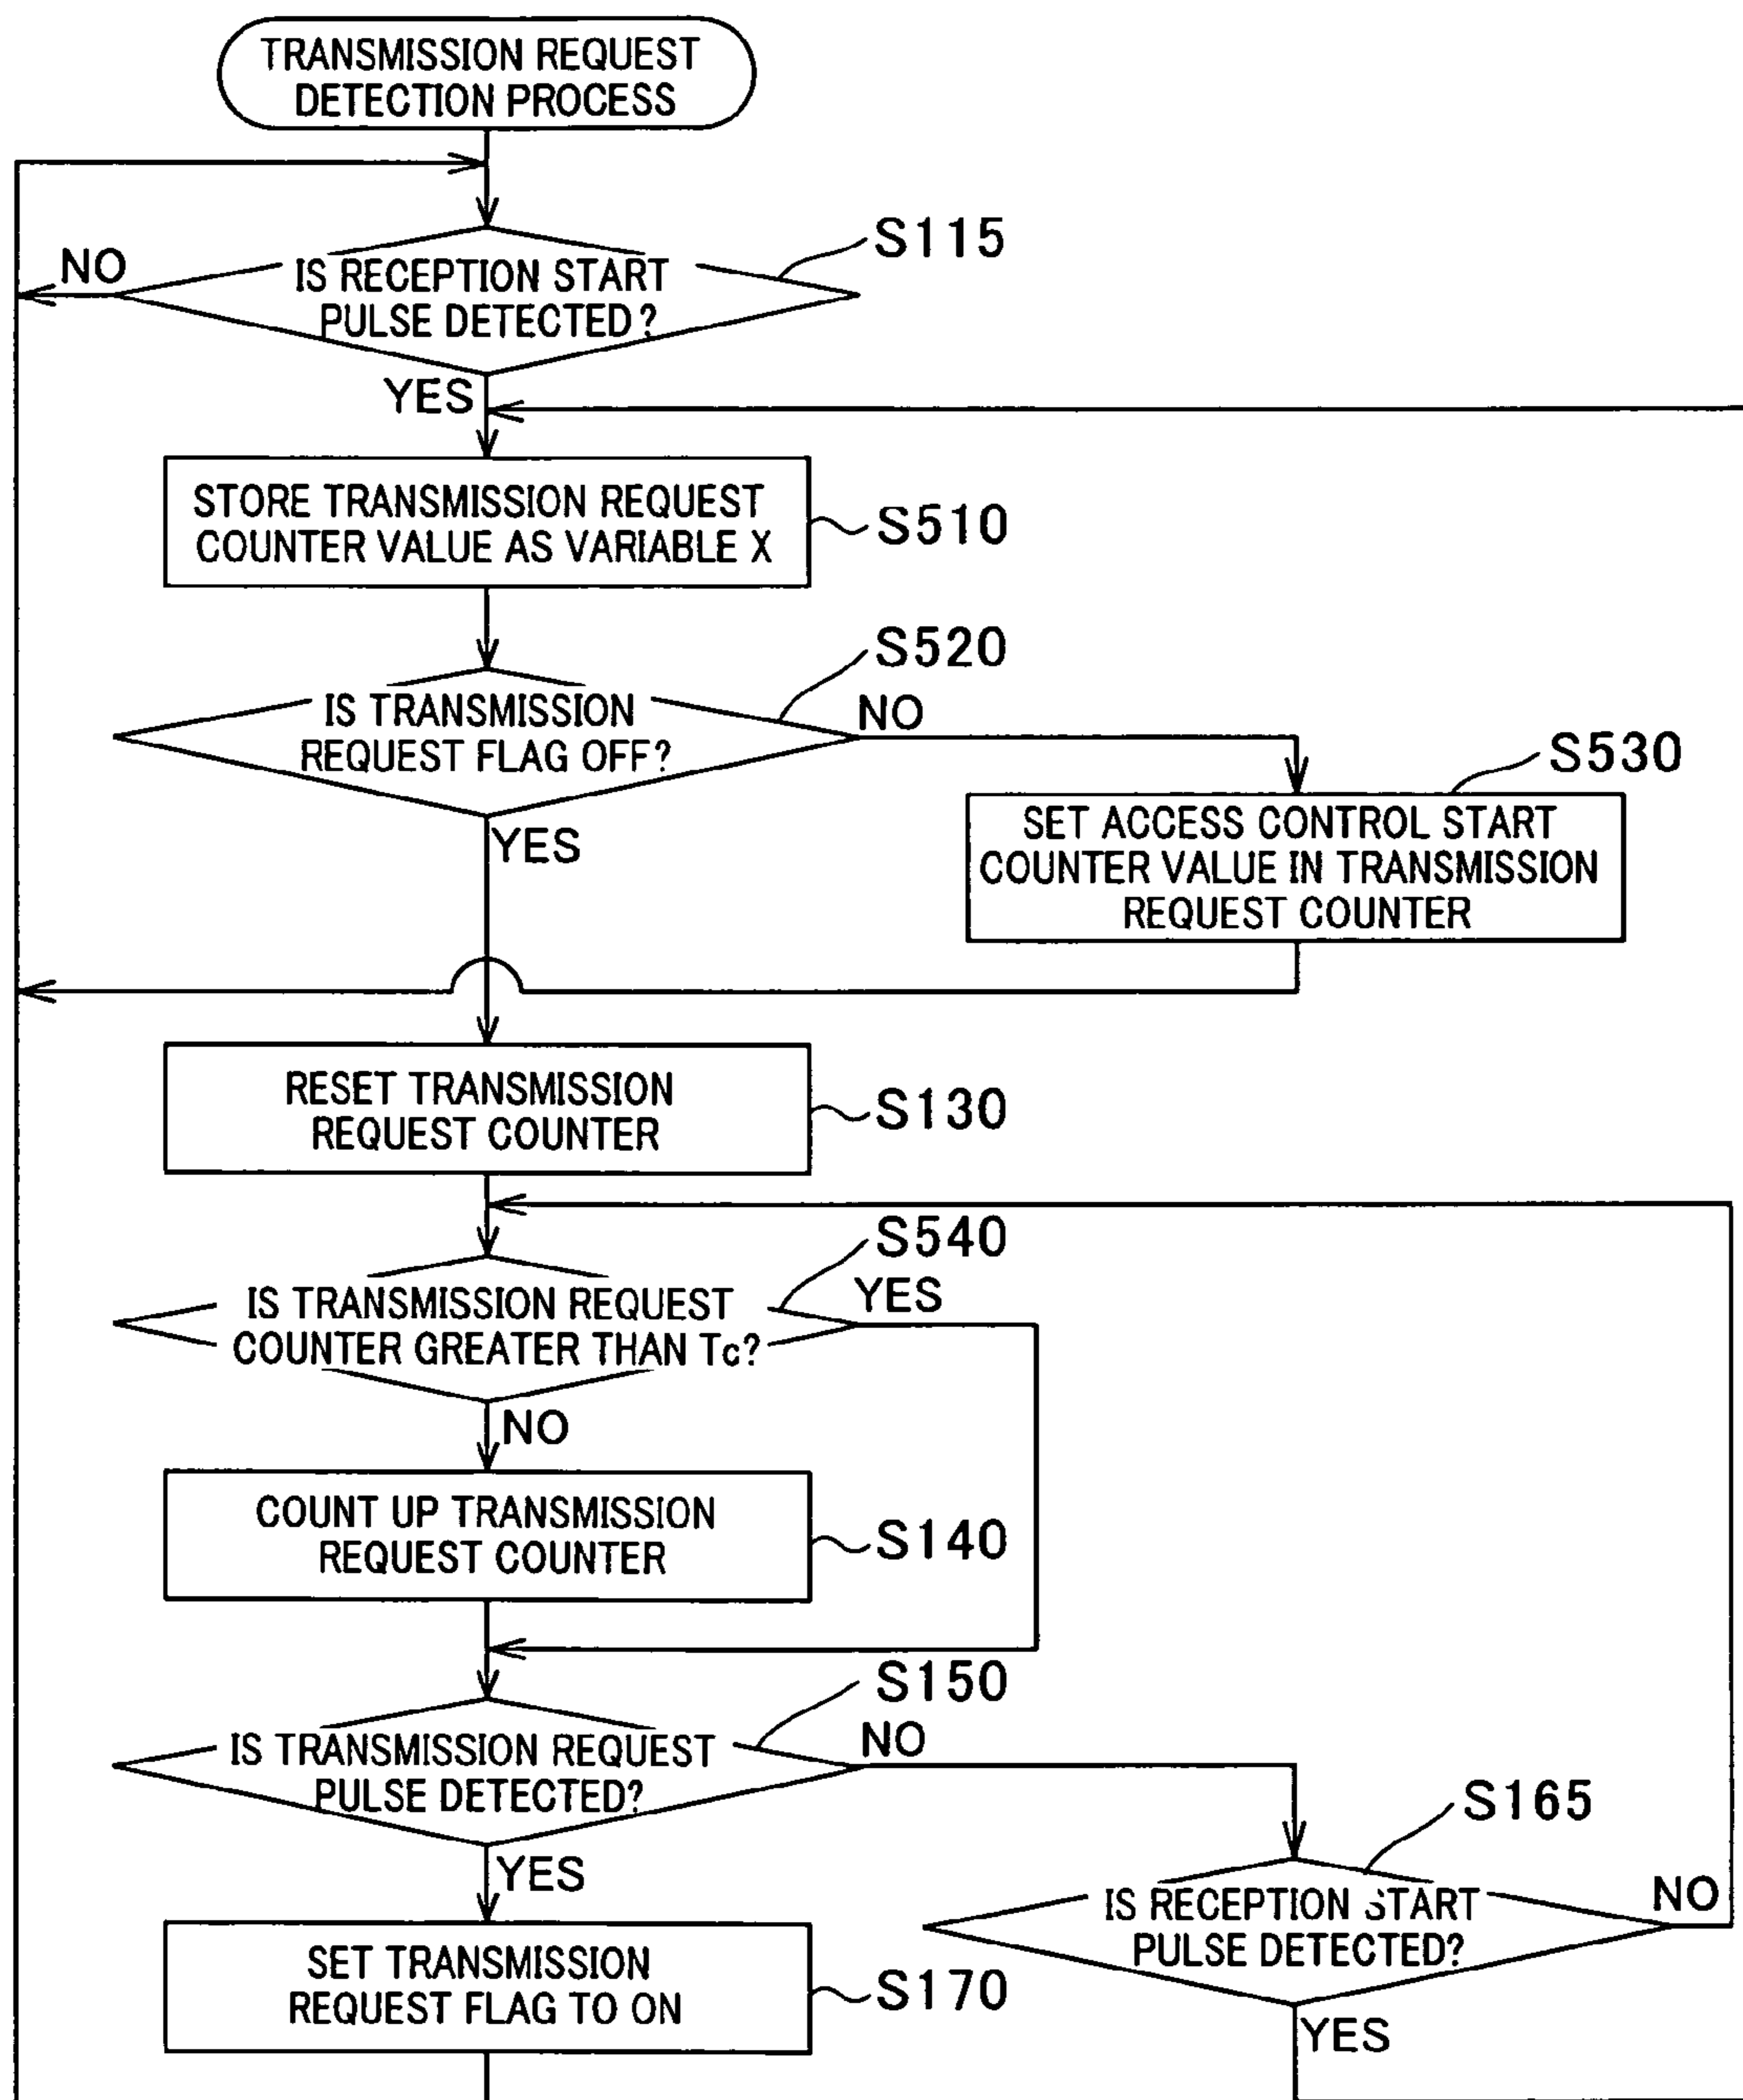 TRANSMISSION REQUEST
DETECTION PROCESS
S115
NO
IS RECEPTION START
PULSE DETECTED?
YES
STORE TRANSMISSION REQUEST
COUNTER VALUE AS VARIABLE X
S510
S520
IS TRANSMISSION
REQUEST FLAG OFF?
NO
S530
YES
SET ACCESS CONTROL START
COUNTER VALUE IN TRANSMISSION
REQUEST COUNTER
RESET TRANSMISSION
REQUEST COUNTER
S130
S540
IS TRANSMISSION REQUEST
COUNTER GREATER THAN Tc?
YES
NO
COUNT UP TRANSMISSION
REQUEST COUNTER
S140
S150
IS TRANSMISSION REQUEST
PULSE DETECTED?
NO
S165
YES
IS RECEPTION START
PULSE DETECTED?
NO
SET TRANSMISSION
REQUEST FLAG TO ON
S170
YES